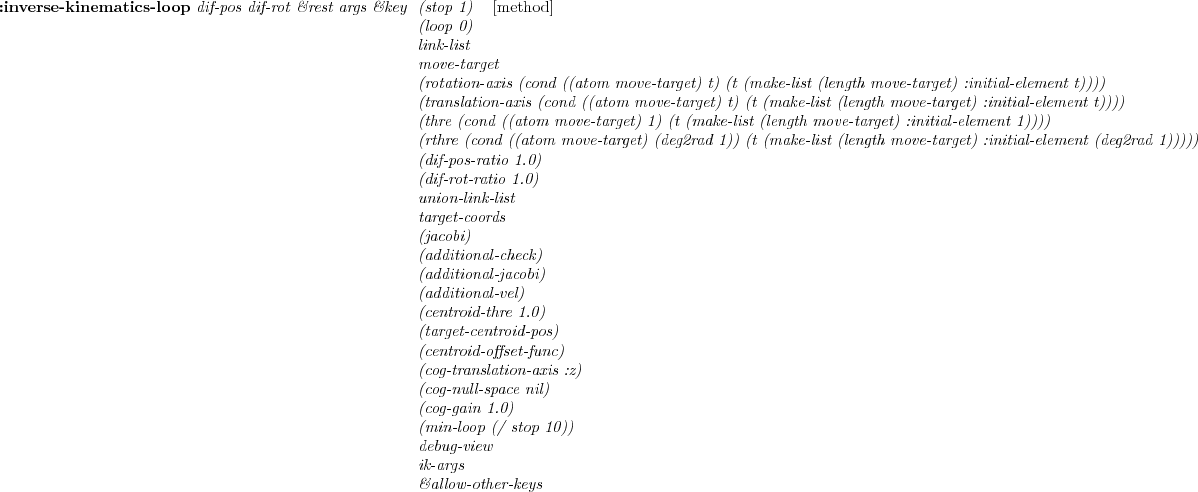 :inverse-kinematics-loop dif-pos dif-rot &rest args &key (stop 1) [method]
(loop 0)
link-list
move-target
(rotation-axis (cond ((atom move-target) t) (t (make-list (length move-target) :initial-element t))))
(translation-axis (cond ((atom move-target) t) (t (make-list (length move-target) :initial-element t))))
(thre (cond ((atom move-target) 1) (t (make-list (length move-target) :initial-element 1))))
(rthre (cond ((atom move-target) (deg2rad 1)) (t (make-list (length move-target) :initial-element (deg2rad 1)))))
(dif-pos-ratio 1.0)
(dif-rot-ratio 1.0)
union-link-list
target-coords
(jacobi)
(additional-check)
(additional-jacobi)
(additional-vel)
(centroid-thre 1.0)
(target-centroid-pos)
(centroid-offset-func)
(cog-translation-axis :z)
(cog-null-space nil)
(cog-gain 1.0)
(min-loop (/ stop 10))
debug-view
ik-args
&allow-other-keys